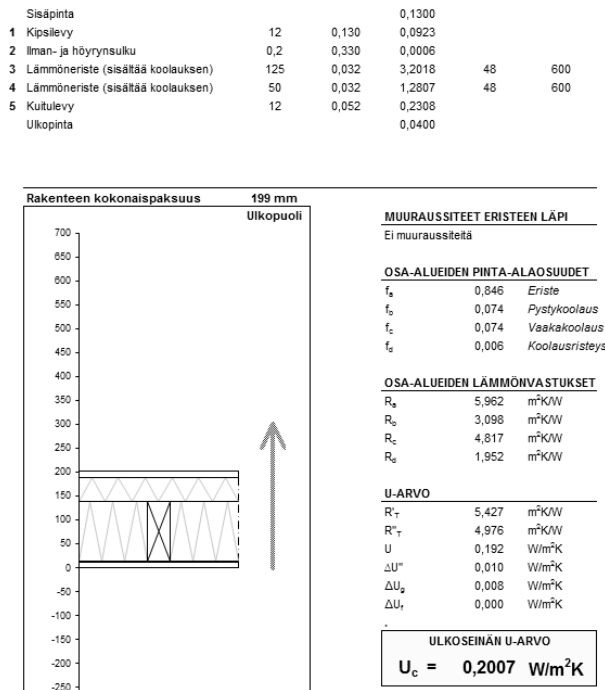 Sisäpinta 0,1300
1 Kipsilevy 12 0,130 0,0923
2 Ilman- ja höyrynsulku 0,2 0,330 0,0006
3 Lämmöneriste (sisältää koolauksen) 125 0,032 3,2018 48 600
4 Lämmöneriste (sisältää koolauksen) 50 0,032 1,2807 48 600
5 Kuitulevy 12 0,052 0,2308
Ulkopinta 0,0400
Rakenteen kokonaispaksuus 199 mm
Ulkopuoli
700
650
600
550
500
450
400
350
300
250
200
150
100
50
0
-50
-100
-150
-200
-250
MUURAUSSITEET ERISTEEN LÄPI
Ei muuraussiteitä
OSA-ALUEIDEN PINTA-ALAOSUUDET
fa 0,846 Eriste
fb 0,074 Pystykoolaus
fc 0,074 Vaakakoolaus
fd 0,006 Koolausristeys
OSA-ALUEIDEN LÄMMÖNVASTUKSET
Ra 5,962 m²K/W
Rb 3,098 m²K/W
Rc 4,817 m²K/W
Rd 1,952 m²K/W
U-ARVO
R'T 5,427 m²K/W
R"T 4,976 m²K/W
U 0,192 W/m²K
ΔU" 0,010 W/m²K
ΔUg 0,008 W/m²K
ΔUf 0,000 W/m²K
.
ULKOSEINÄN U-ARVO
Uc = 0,2007 W/m²K